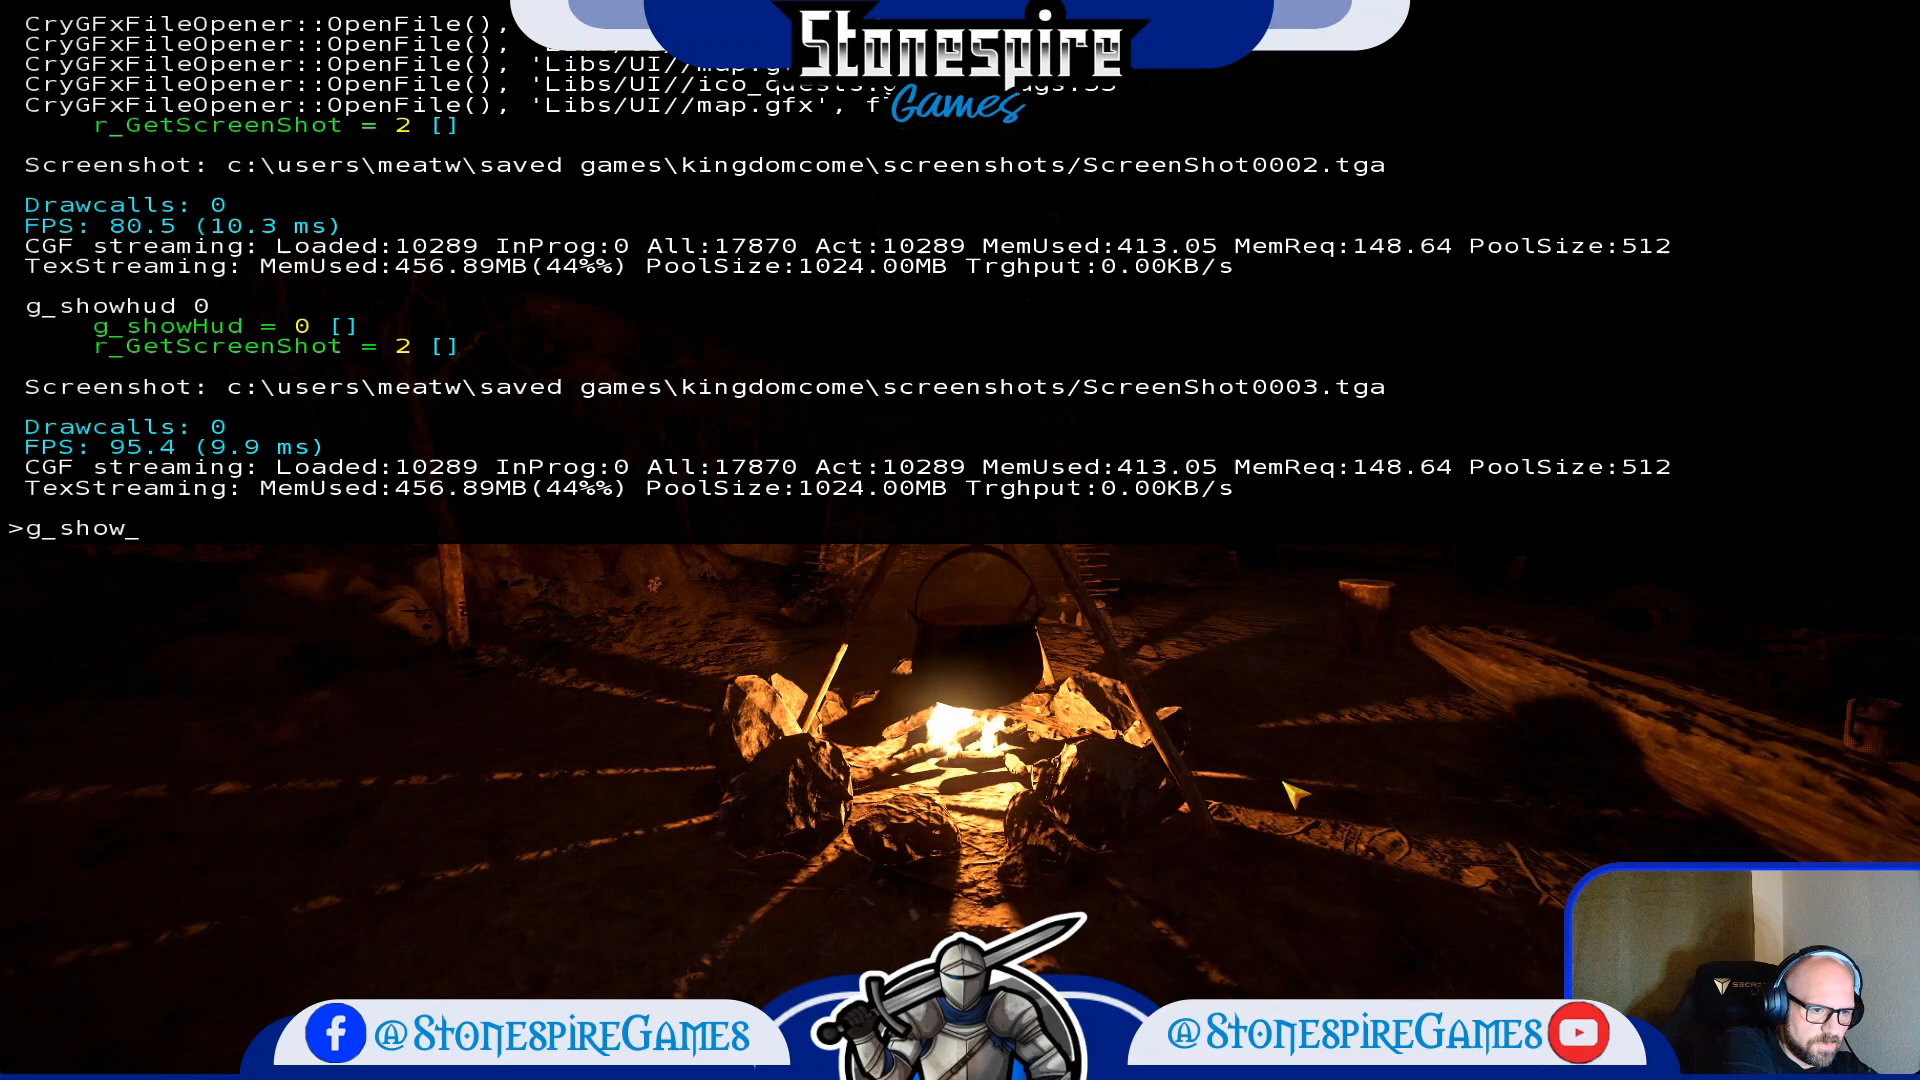 CryGFxFileOpener::OpenFile(),
CryGFxFileOpener::OpenFile(), 'Libs/UI/
CryGFxFileOpener::OpenFile(), 'Libs/UI//map.g
CryGFxFileOpener::OpenFile(), 'Libs/UI//ico_quests.g
CryGFxFileOpener::OpenFile(), 'Libs/UI//map.gfx', f
r_GetScreenShot = 2 []
Screenshot: c:\users\meatw\saved games\kingdomcome\screenshots/ScreenShot0002.tga
Drawcalls: 0
FPS: 80.5 (10.3 ms)
CGF streaming: Loaded:10289 InProg:0 All:17870 Act:10289 MemUsed:413.05 MemReq:148.64 PoolSize:512
TexStreaming: MemUsed:456.89MB(44%%) PoolSize:1024.00MB Trghput:0.00KB/s
g_showhud 0
g_showHud = 0 []
r_GetScreenShot = 2 []
Screenshot: c:\users\meatw\saved games\kingdomcome\screenshots/ScreenShot0003.tga
Drawcalls: 0
FPS: 95.4 (9.9 ms)
CGF streaming: Loaded:10289 InProg:0 All:17870 Act:10289 MemUsed:413.05 MemReq:148.64 PoolSize:512
TexStreaming: MemUsed:456.89MB(44%%) PoolSize:1024.00MB Trghput:0.00KB/s
>g_show_
Stonespire
Games
@StonespireGames
@StonespireGames